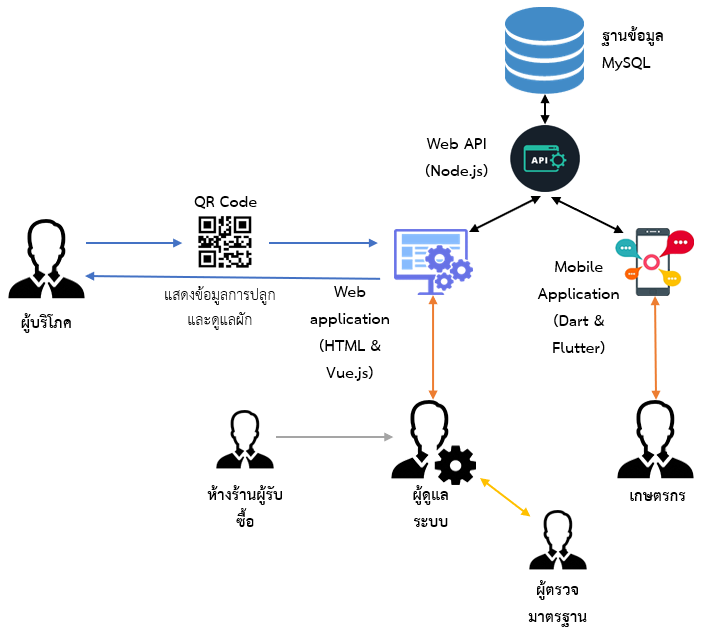 ฐานข้อมูล
MySQL
Web API
(Node.js)
API
QR Code
แสดงข้อมูลการปลูก
และดูแลผัก
ผู้บริโภค
Web
application
(HTML &
Vue.js)
Mobile
Application
(Dart &
Flutter)
ห้างร้านผู้รับ
ซื้อ
ผู้ดูแล
ระบบ
เกษตรกร
ผู้ตรวจ
มาตรฐาน